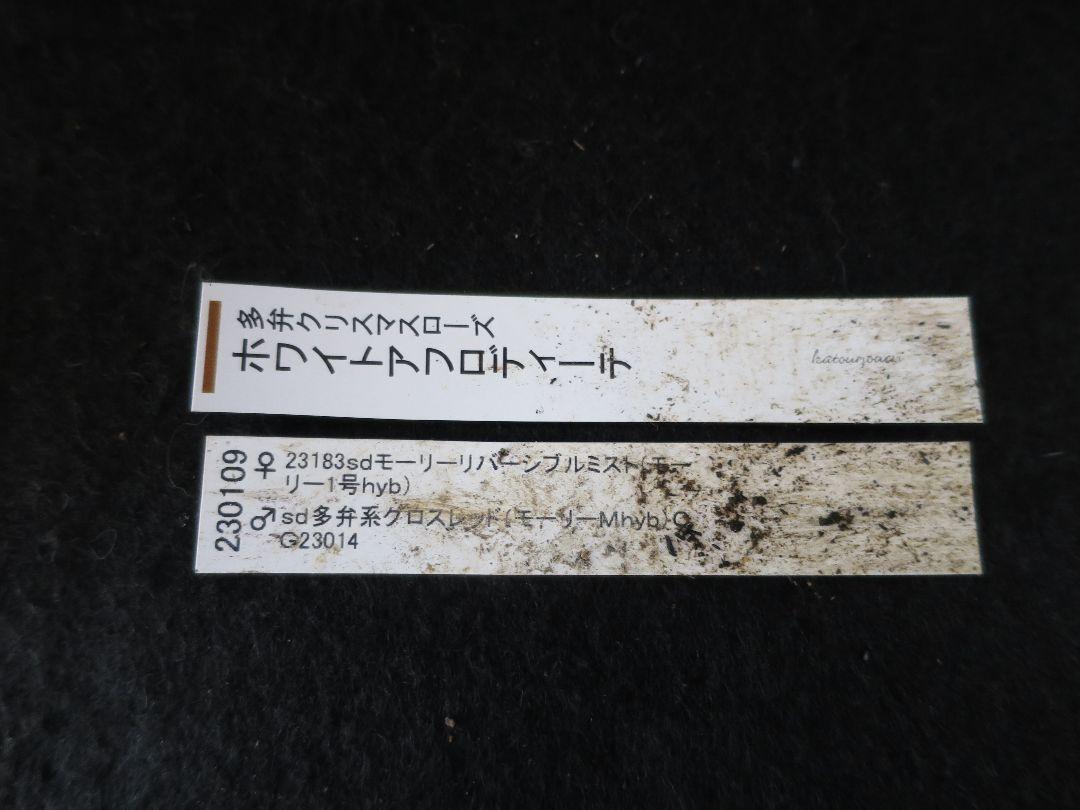 多弁クリスマスローズ
ホワイトアフロディーテ
katounouen
230109
♀ 23183sdモーリーリバーシブルミスト(モー
リー1号hyb)
♂ sd多弁系グロスレッド(モーリーMhyb)C
G23014